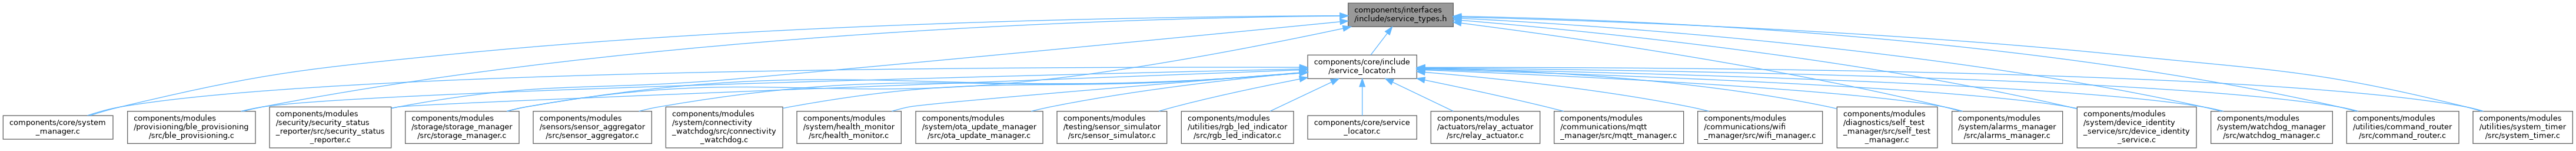 components/interfaces
/include/service_types.h
components/core/include
/service_locator.h
components/core/system
_manager.c
components/modules
/provisioning/ble_provisioning
/src/ble_provisioning.c
components/modules
/security/security_status
_reporter/src/security_status
_reporter.c
components/modules
/storage/storage_manager
/src/storage_manager.c
components/modules
/sensors/sensor_aggregator
/src/sensor_aggregator.c
components/modules
/system/connectivity
_watchdog/src/connectivity
_watchdog.c
components/modules
/system/health_monitor
/src/health_monitor.c
components/modules
/system/ota_update_manager
/src/ota_update_manager.c
components/modules
/testing/sensor_simulator
/src/sensor_simulator.c
components/modules
/utilities/rgb_led_indicator
/src/rgb_led_indicator.c
components/core/service
_locator.c
components/modules
/actuators/relay_actuator
/src/relay_actuator.c
components/modules
/communications/mqtt
_manager/src/mqtt_manager.c
components/modules
/communications/wifi
_manager/src/wifi_manager.c
components/modules
/diagnostics/self_test
_manager/src/self_test
_manager.c
components/modules
/system/alarms_manager
/src/alarms_manager.c
components/modules
/system/device_identity
_service/src/device_identity
_service.c
components/modules
/system/watchdog_manager
/src/watchdog_manager.c
components/modules
/utilities/command_router
/src/command_router.c
components/modules
/utilities/system_timer
/src/system_timer.c